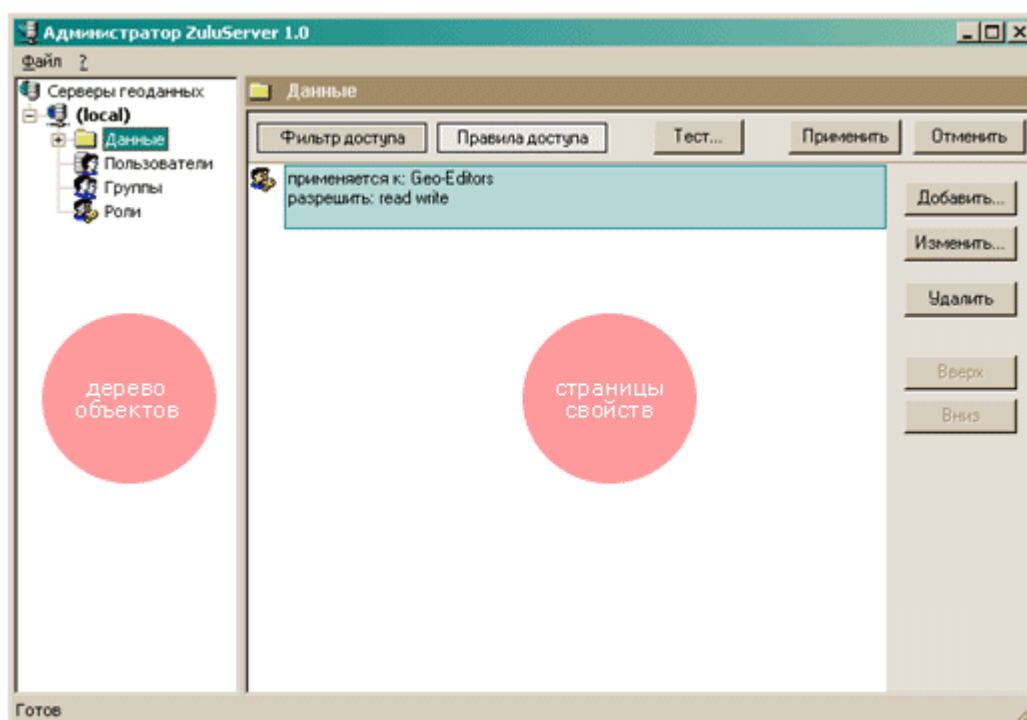 Администратор ZuluServer 1.0
Файл ?
Серверы геоданных
(local)
Данные
Пользователи
Группы
Роли
Данные
Фильтр доступа Правила доступа Тест... Применить Отменить
применяется к: Geo-Editors
разрешить: read write
Добавить...
Изменить...
Удалить
Вверх
Вниз
дерево
объектов
страницы
свойств
Готов